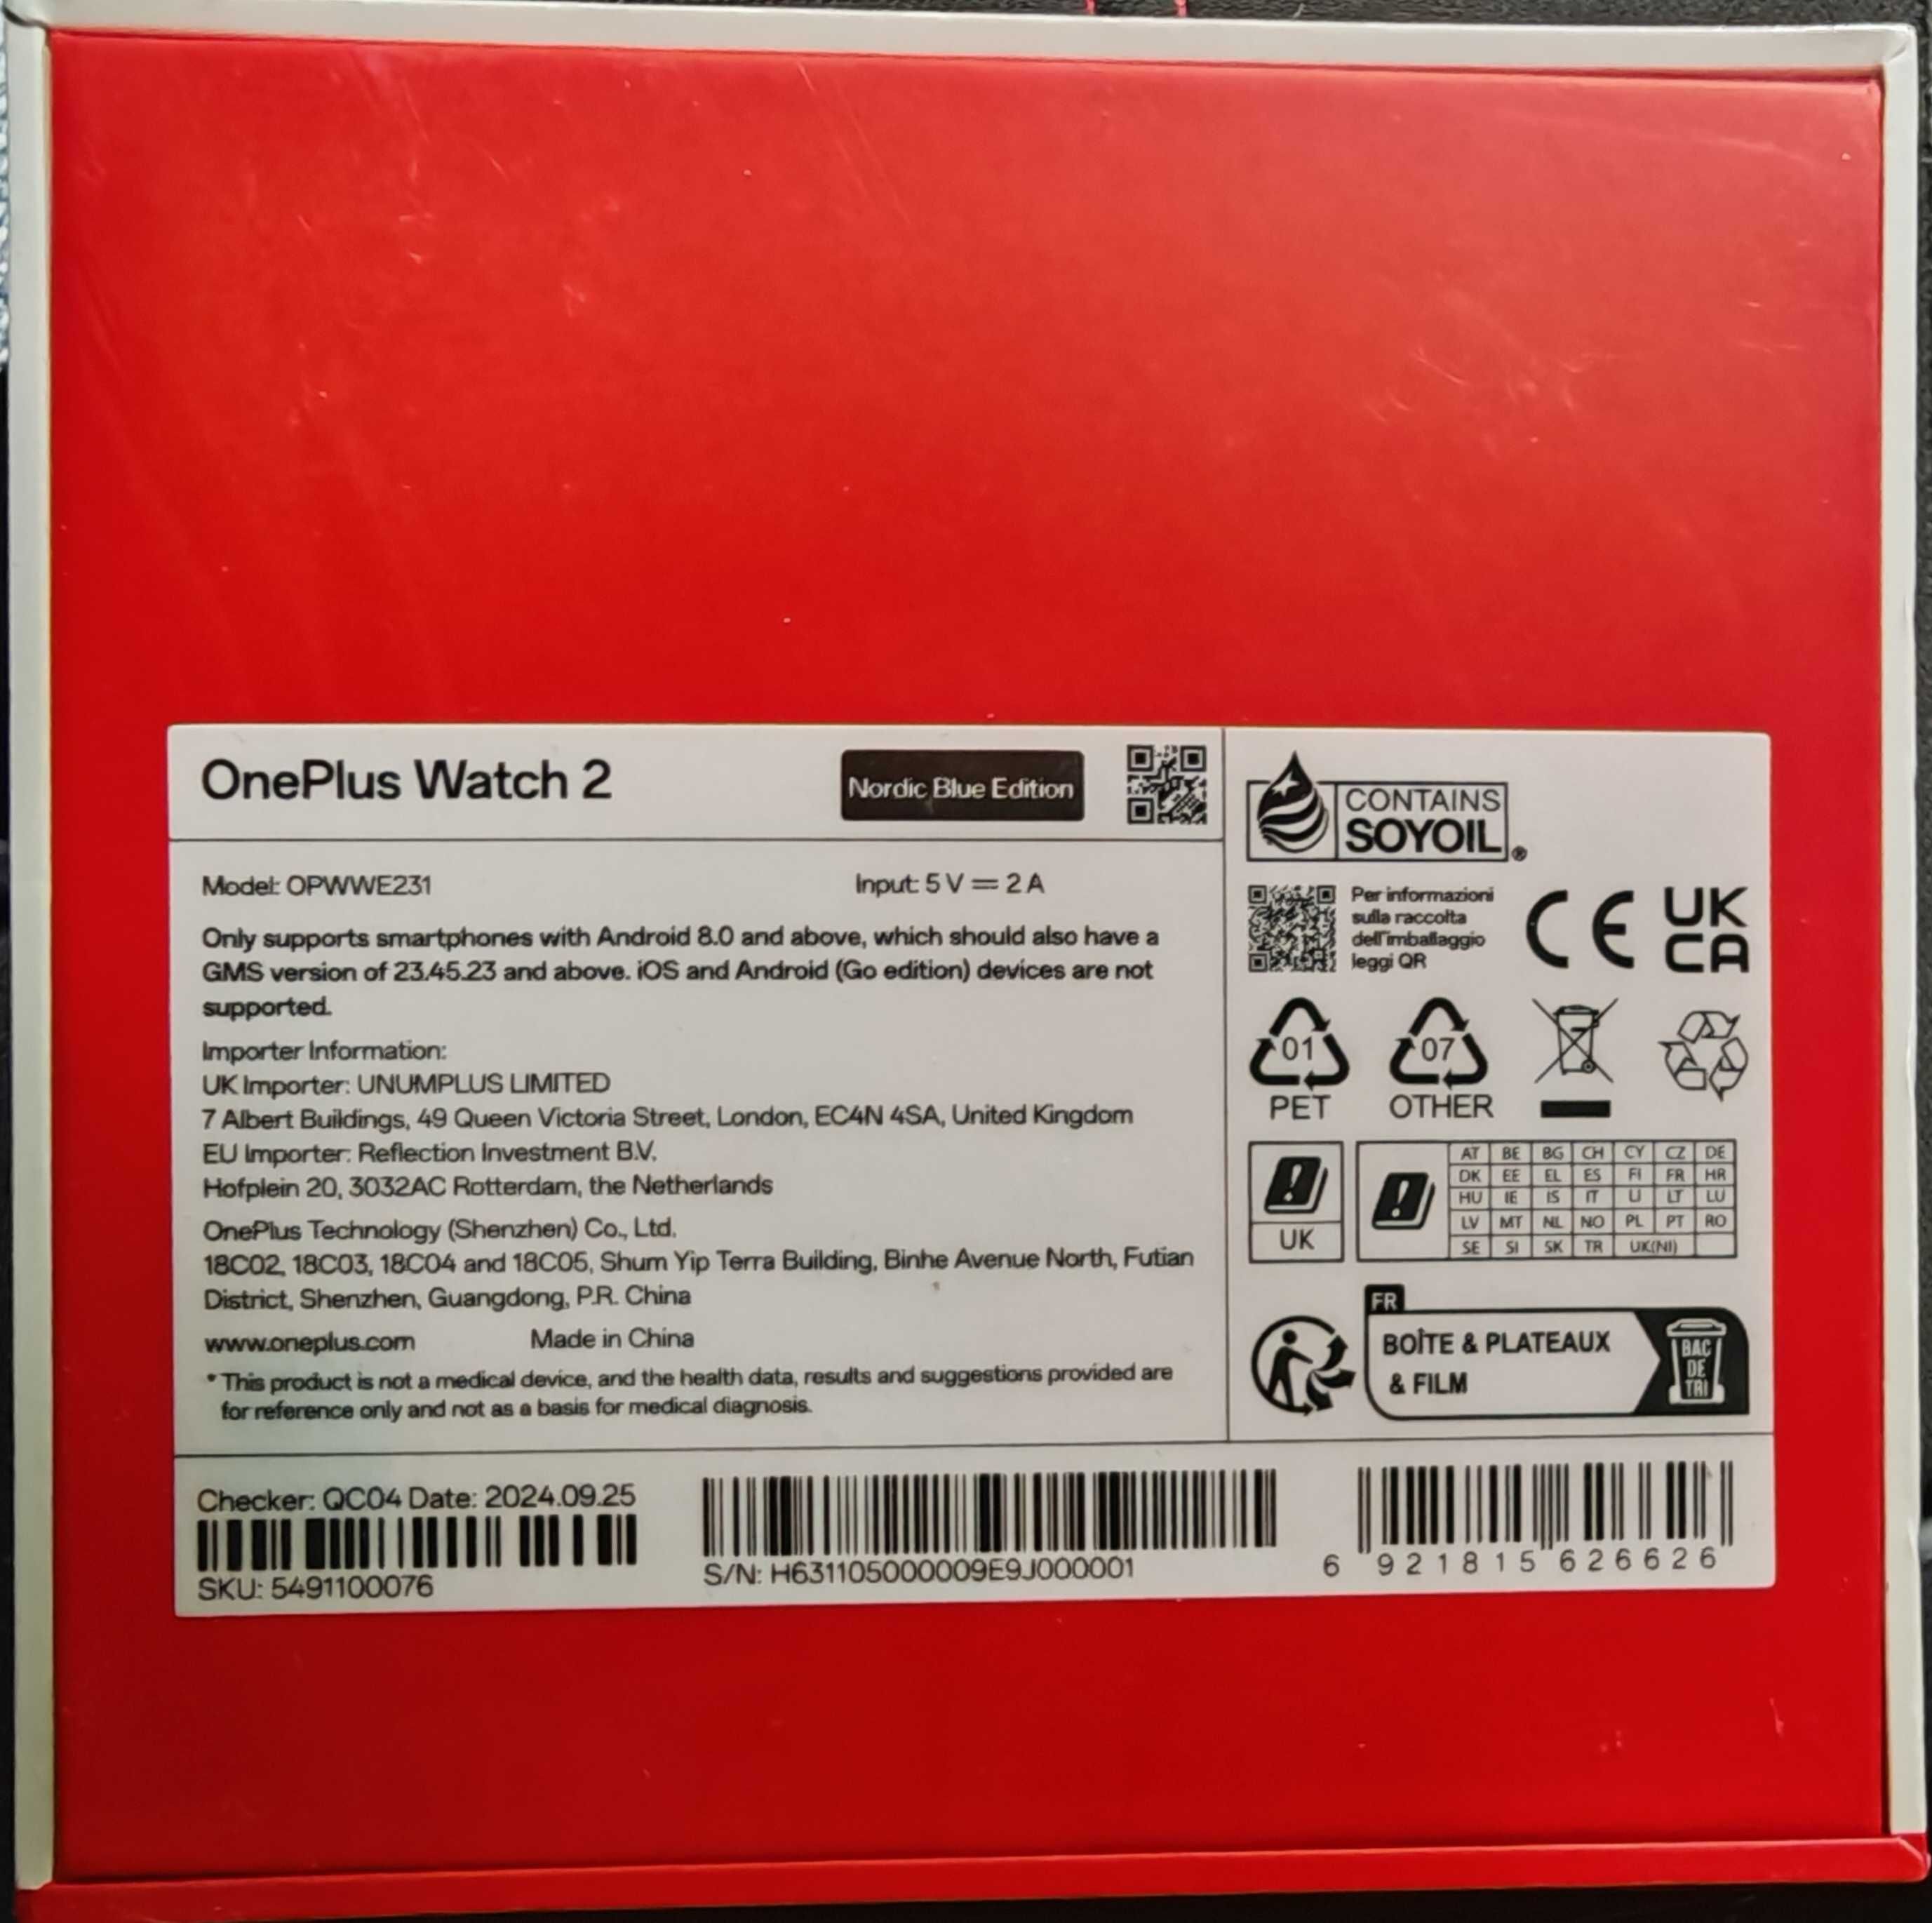 OnePlus Watch 2
Nordic Blue Edition
Model: OPWWE231
Input: 5 V ⎓ 2 A
Only supports smartphones with Android 8.0 and above, which should also have a
GMS version of 23.45.23 and above. iOS and Android (Go edition) devices are not
supported.
Importer Information:
UK Importer: UNUMPLUS LIMITED
7 Albert Buildings, 49 Queen Victoria Street, London, EC4N 4SA, United Kingdom
EU Importer: Reflection Investment B.V.
Hofplein 20, 3032AC Rotterdam, the Netherlands
OnePlus Technology (Shenzhen) Co., Ltd.
18C02, 18C03, 18C04 and 18C05, Shum Yip Terra Building, Binhe Avenue North, Futian
District, Shenzhen, Guangdong, P.R. China
www.oneplus.com
Made in China
* This product is not a medical device, and the health data, results and suggestions provided are
for reference only and not as a basis for medical diagnosis.
CONTAINS
SOYOIL®
Per informazioni
sulla raccolta
dell'imballaggio
leggi QR
CE
UK
CA
01
PET
07
OTHER
UK
AT BE BG CH CY CZ DE
DK EE EL ES FI FR HR
HU IE IS IT LI LT LU
LV MT NL NO PL PT RO
SE SI SK TR UK(NI)
FR
BOÎTE & PLATEAUX
& FILM
BAC
DE
TRI
Checker: QC04 Date: 2024.09.25
SKU: 5491100076
S/N: H631105000009E9J000001
6 921815 626626